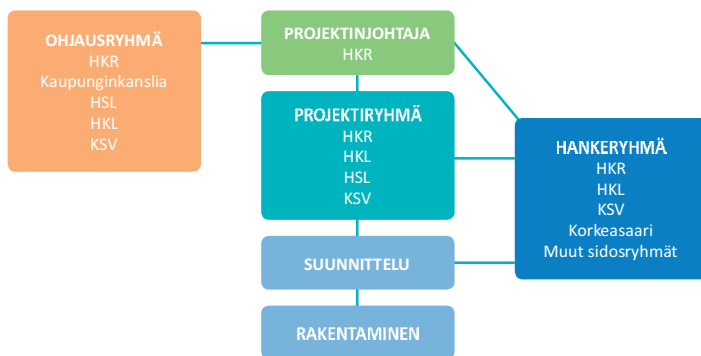 OHJAUSRYHMÄ
HKR
Kaupunginkanslia
HSL
HKL
KSV
PROJEKTINJOHTAJA
HKR
PROJEKTIRYHMÄ
HKR
HKL
HSL
KSV
HANKERYHMÄ
HKR
HKL
KSV
Korkeasaari
Muut sidosryhmät
SUUNNITTELU
RAKENTAMINEN